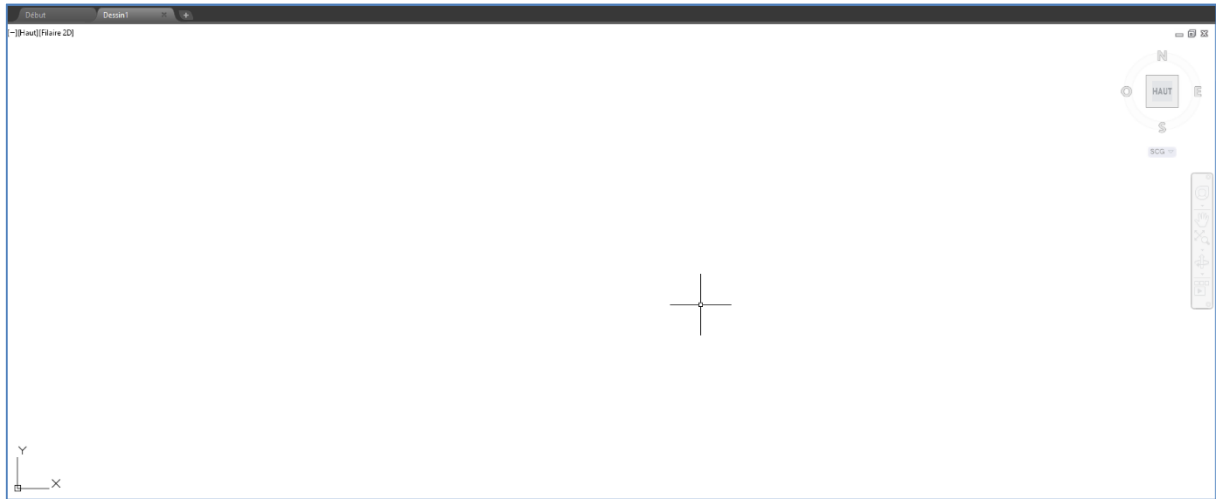 Début Dessin1
[−][Haut][Filaire 2D]
N
O HAUT E
S
SCG
Y
X